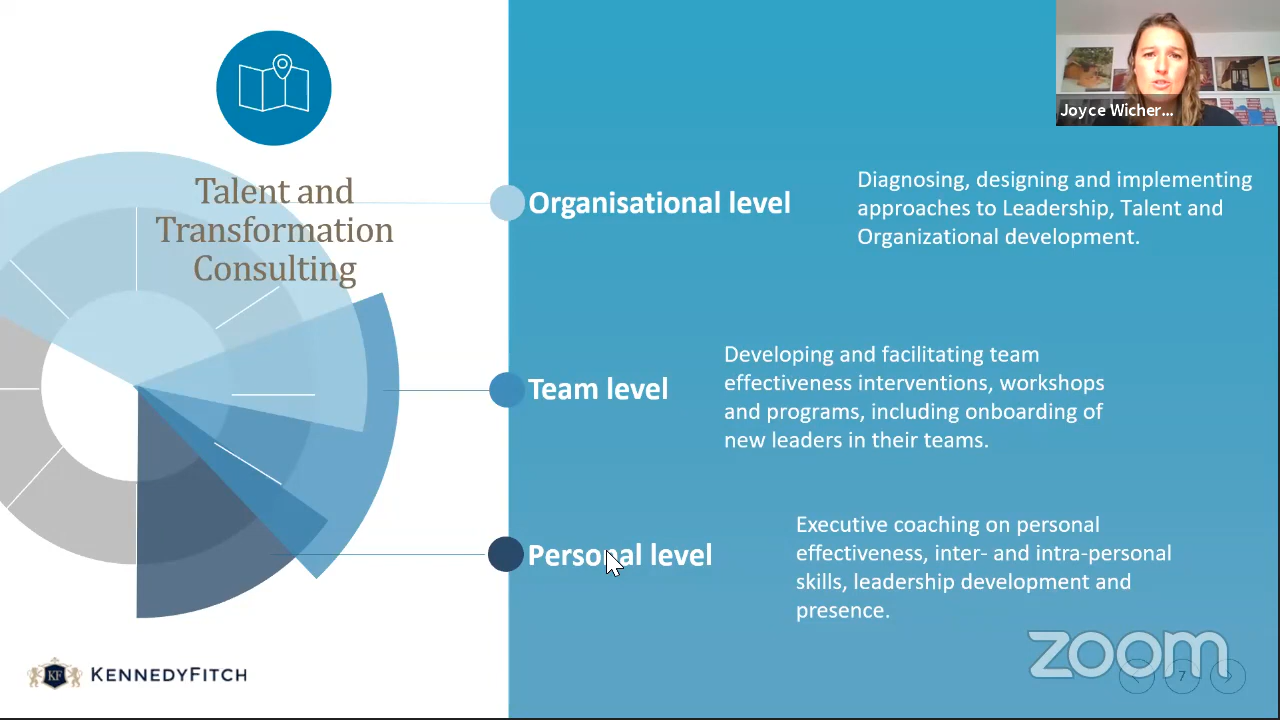 Joyce Wicher...
Talent and
Transformation
Consulting
Organisational level
Diagnosing, designing and implementing
approaches to Leadership, Talent and
Organizational development.
Team level
Developing and facilitating team
effectiveness interventions, workshops
and programs, including onboarding of
new leaders in their teams.
Personal level
Executive coaching on personal
effectiveness, inter- and intra-personal
skills, leadership development and
presence.
KF
KENNEDYFITCH
zoom
7